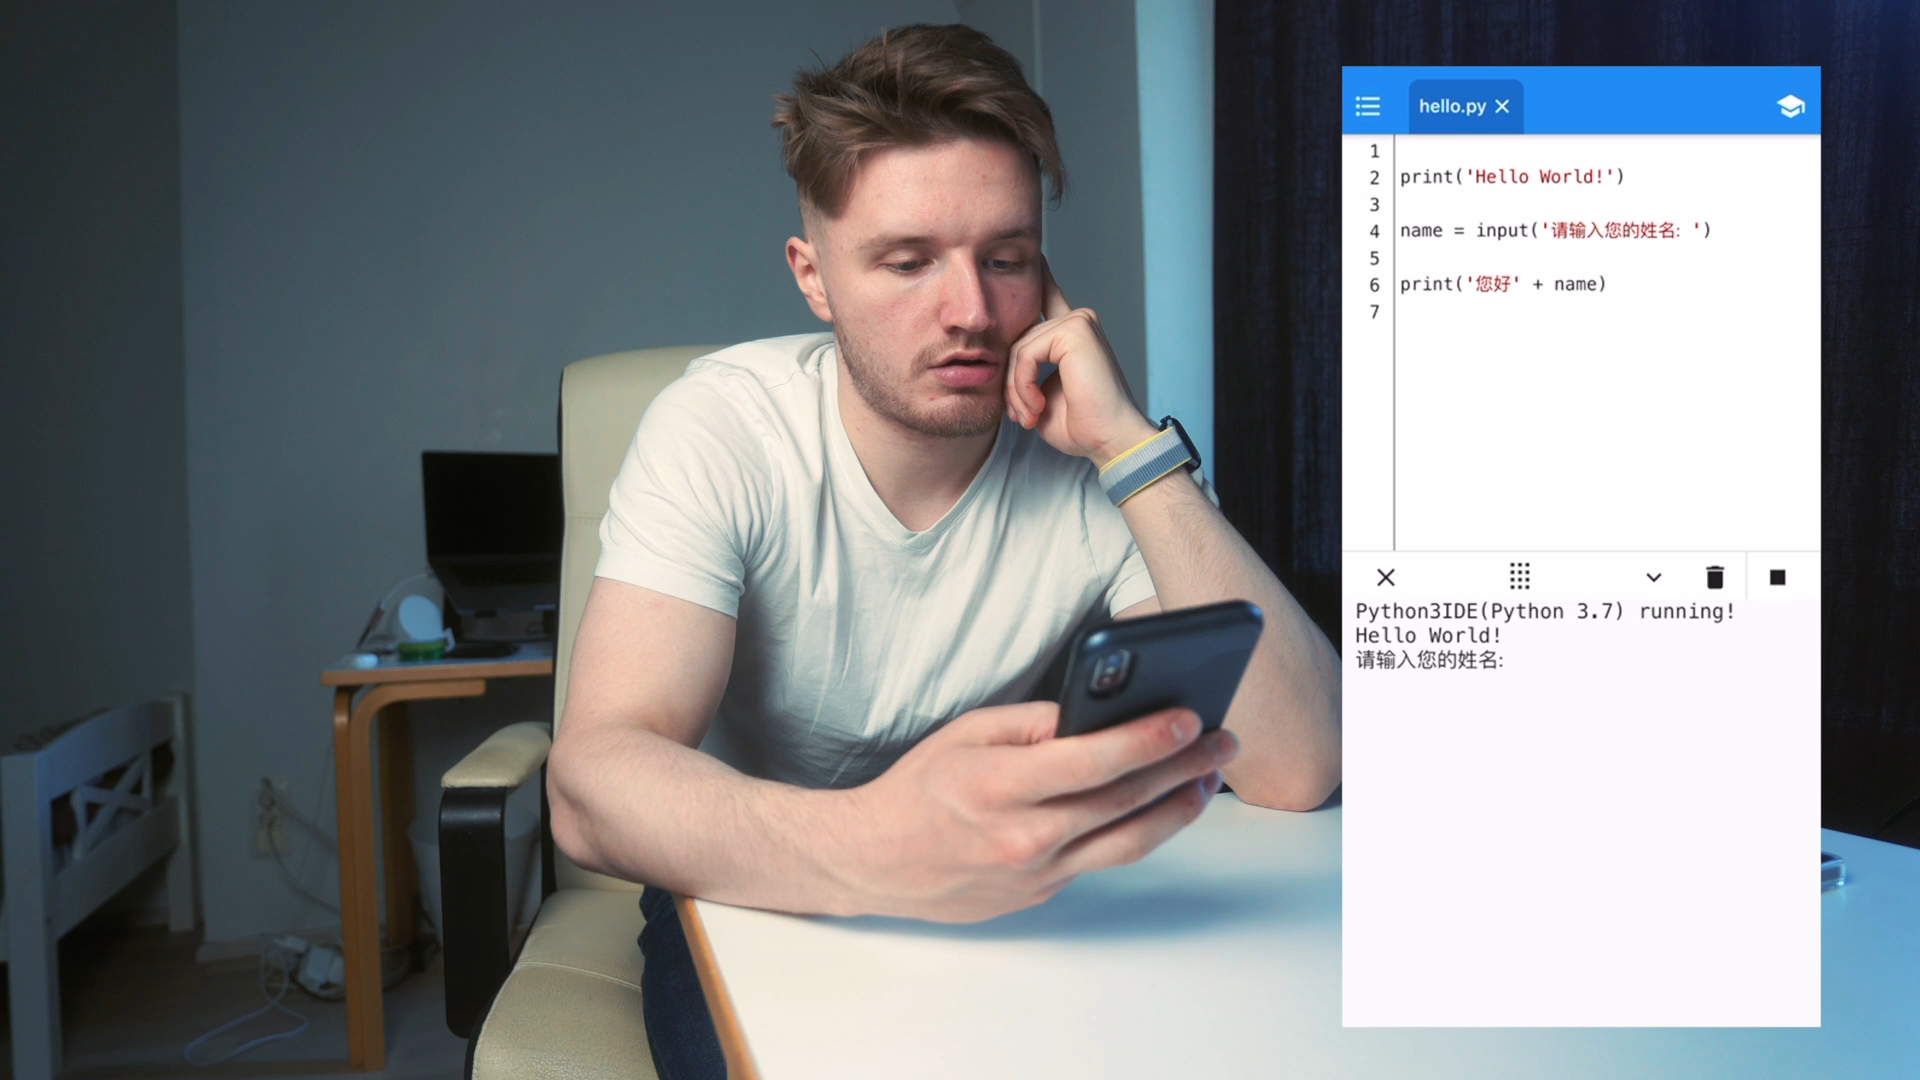 hello.py
1
2 print('Hello World!')
3
4 name = input('请输入您的姓名: ')
5
6 print('您好' + name)
7
Python3IDE(Python 3.7) running!
Hello World!
请输入您的姓名: